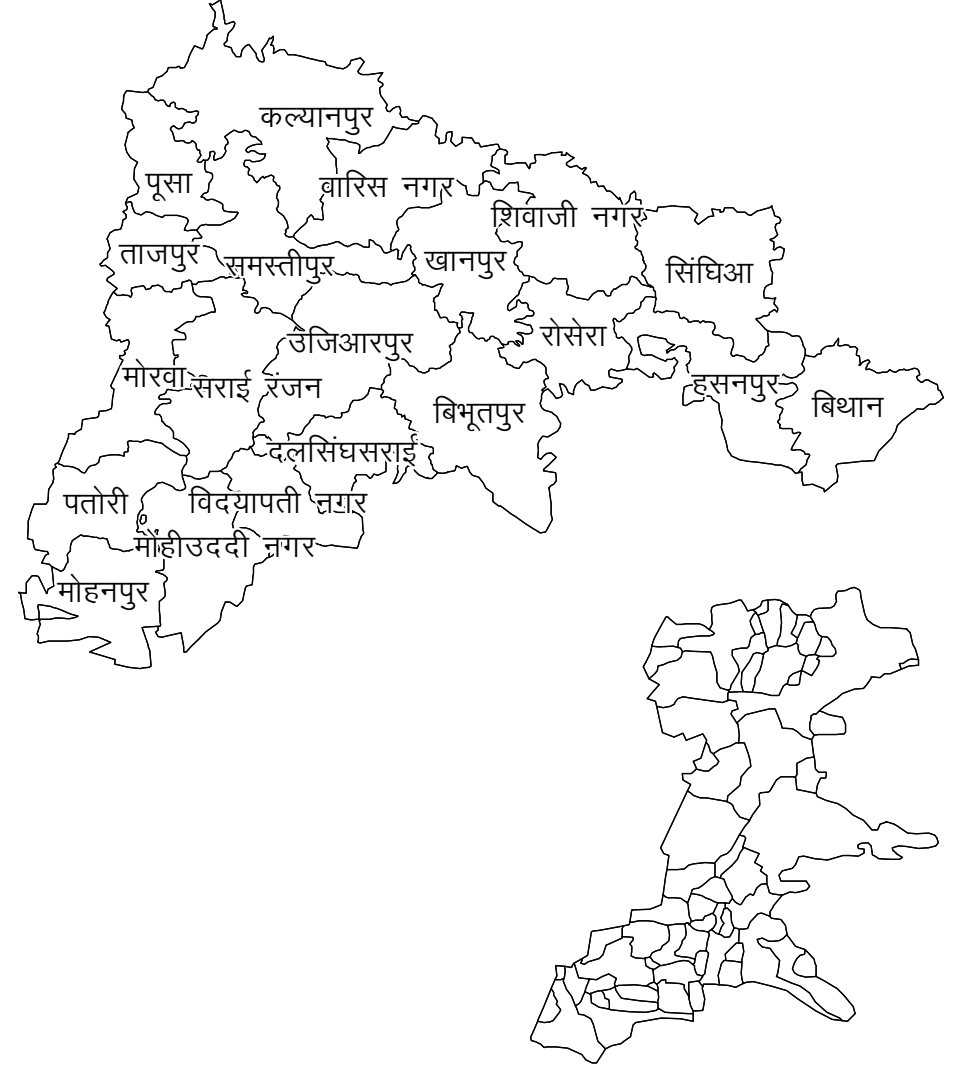 कल्यानपुर
पूसा
वारिस नगर
शिवाजी नगर
ताजपुर
समस्तीपुर
खानपुर
सिंघिआ
उजिआरपुर
रोसेरा
मोरवा
सराई रंजन
हसनपुर
बिभूतपुर
बिथान
दलसिंघसराई
पतोरी
विदयापती नगर
मोंहीउददी नगर
मोहनपुर